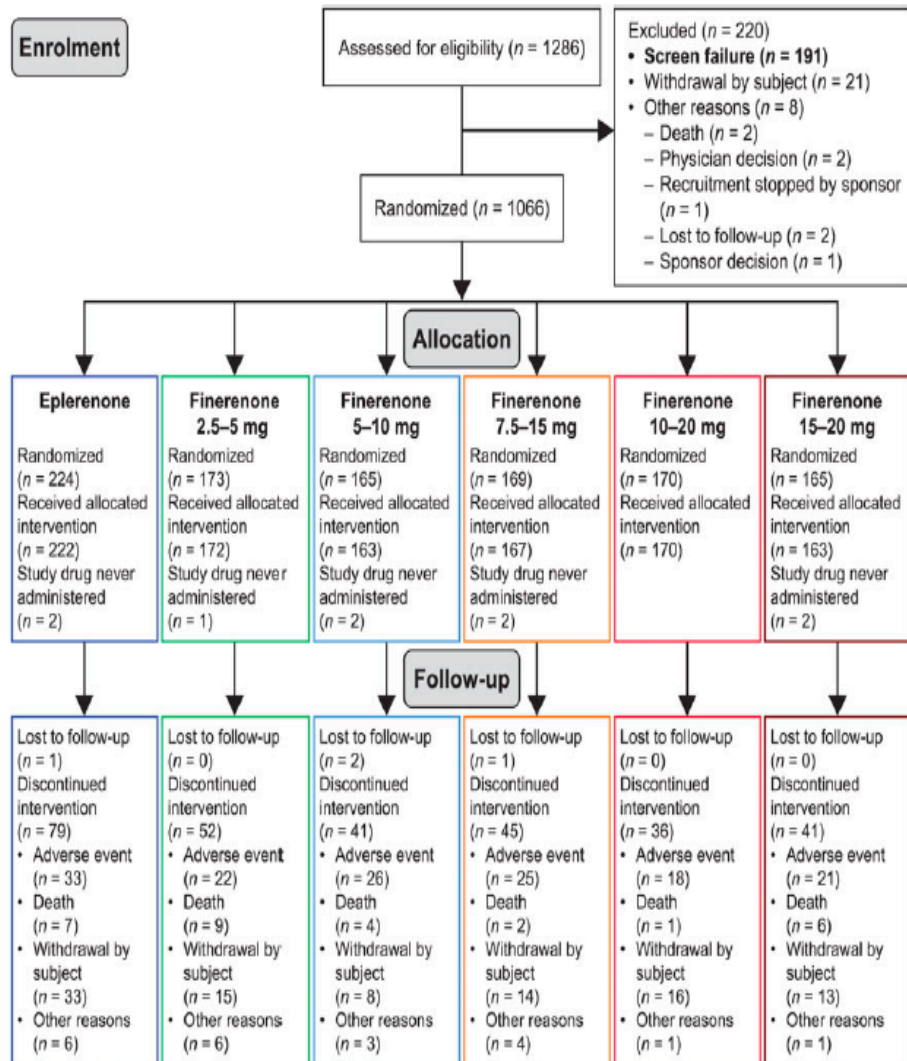 Enrolment
Assessed for eligibility (n = 1286)
Excluded (n = 220)
• Screen failure (n = 191)
• Withdrawal by subject (n = 21)
• Other reasons (n = 8)
– Death (n = 2)
– Physician decision (n = 2)
– Recruitment stopped by sponsor
(n = 1)
– Lost to follow-up (n = 2)
– Sponsor decision (n = 1)
Randomized (n = 1066)
Allocation
Eplerenone
Randomized
(n = 224)
Received allocated
intervention
(n = 222)
Study drug never
administered
(n = 2)
Finerenone
2.5–5 mg
Randomized
(n = 173)
Received allocated
intervention
(n = 172)
Study drug never
administered
(n = 1)
Finerenone
5–10 mg
Randomized
(n = 165)
Received allocated
intervention
(n = 163)
Study drug never
administered
(n = 2)
Finerenone
7.5–15 mg
Randomized
(n = 169)
Received allocated
intervention
(n = 167)
Study drug never
administered
(n = 2)
Finerenone
10–20 mg
Randomized
(n = 170)
Received allocated
intervention
(n = 170)
Finerenone
15–20 mg
Randomized
(n = 165)
Received allocated
intervention
(n = 163)
Study drug never
administered
(n = 2)
Follow-up
Lost to follow-up
(n = 1)
Discontinued
intervention
(n = 79)
• Adverse event
(n = 33)
• Death
(n = 7)
• Withdrawal by
subject
(n = 33)
• Other reasons
(n = 6)
Lost to follow-up
(n = 0)
Discontinued
intervention
(n = 52)
• Adverse event
(n = 22)
• Death
(n = 9)
• Withdrawal by
subject
(n = 15)
• Other reasons
(n = 6)
Lost to follow-up
(n = 2)
Discontinued
intervention
(n = 41)
• Adverse event
(n = 26)
• Death
(n = 4)
• Withdrawal by
subject
(n = 8)
• Other reasons
(n = 3)
Lost to follow-up
(n = 1)
Discontinued
intervention
(n = 45)
• Adverse event
(n = 25)
• Death
(n = 2)
• Withdrawal by
subject
(n = 14)
• Other reasons
(n = 4)
Lost to follow-up
(n = 0)
Discontinued
intervention
(n = 36)
• Adverse event
(n = 18)
• Death
(n = 1)
• Withdrawal by
subject
(n = 16)
• Other reasons
(n = 1)
Lost to follow-up
(n = 0)
Discontinued
intervention
(n = 41)
• Adverse event
(n = 21)
• Death
(n = 6)
• Withdrawal by
subject
(n = 13)
• Other reasons
(n = 1)